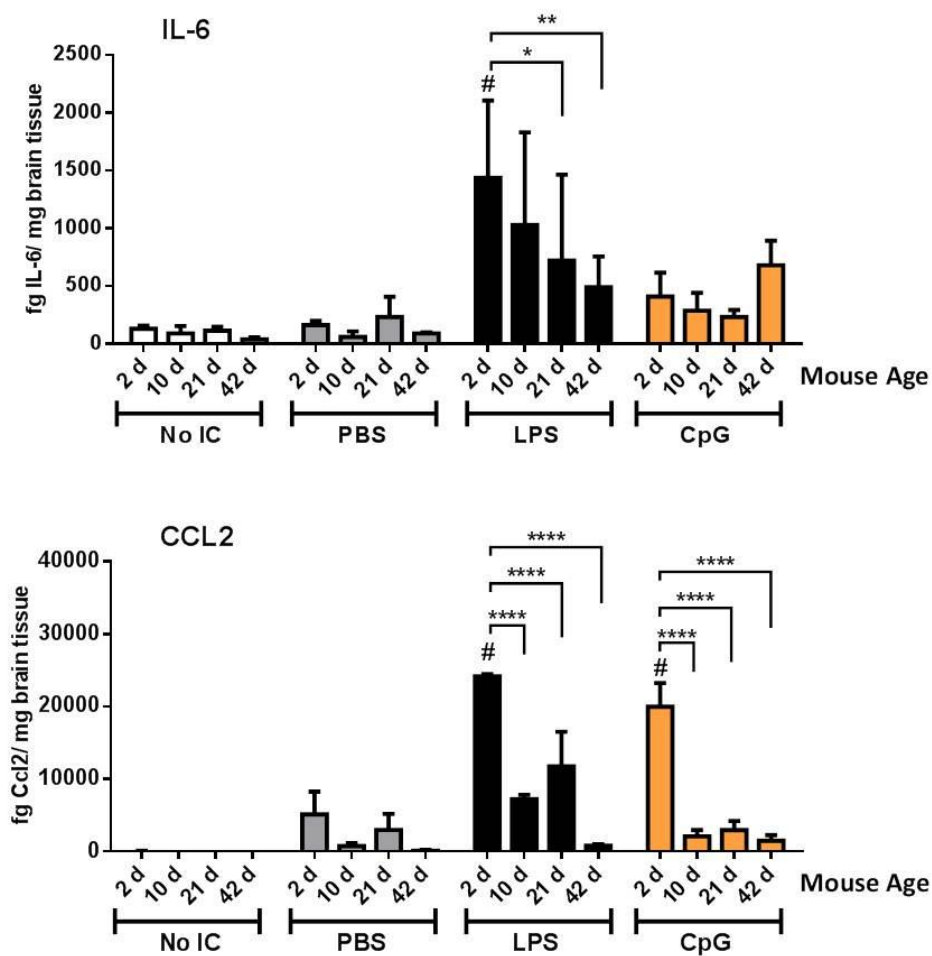 IL-6
**
*
#
2500
2000
1500
1000
500
0
fg IL-6/ mg brain tissue
2 d 10 d 21 d 42 d 2 d 10 d 21 d 42 d 2 d 10 d 21 d 42 d 2 d 10 d 21 d 42 d Mouse Age
No IC PBS LPS CpG
CCL2
****
****
****
#
****
****
****
#
40000
30000
20000
10000
0
fg Ccl2/ mg brain tissue
2 d 10 d 21 d 42 d 2 d 10 d 21 d 42 d 2 d 10 d 21 d 42 d 2 d 10 d 21 d 42 d Mouse Age
No IC PBS LPS CpG